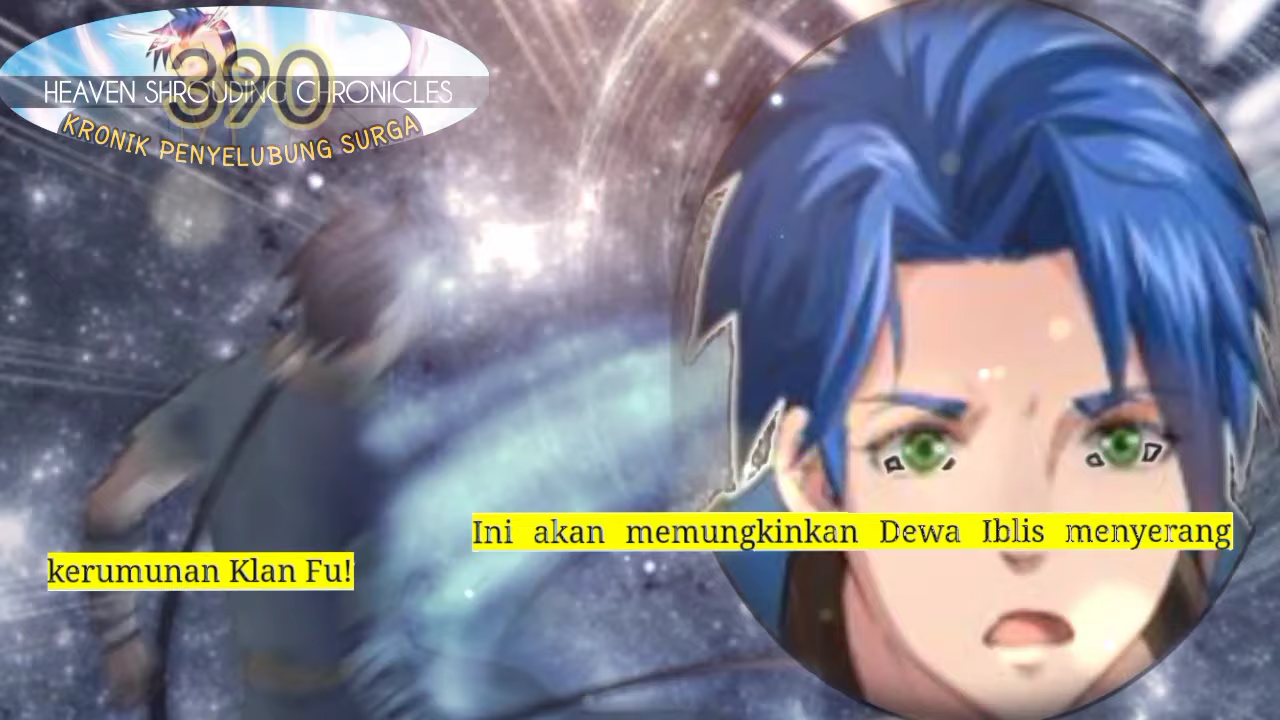 390
HEAVEN SHROUDING CHRONICLES
KRONIK PENYELUBUNG SURGA
Ini akan memungkinkan Dewa Iblis menyerang
kerumunan Klan Fu!